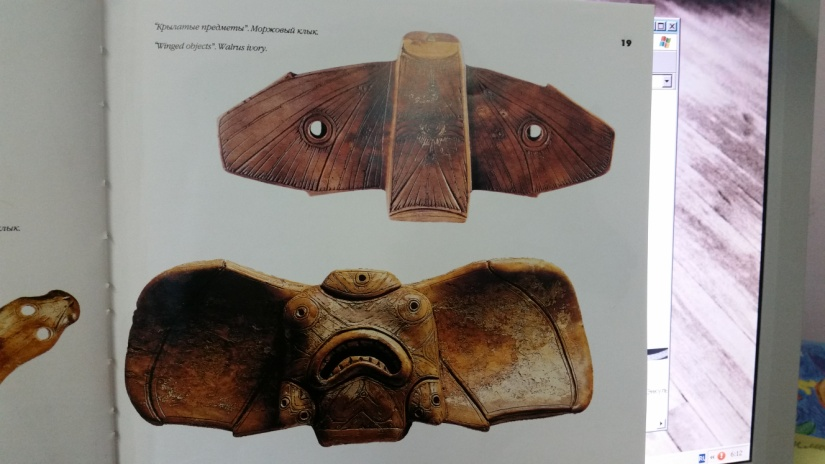 "Крылатые предметы". Моржовый клык.
"Winged objects". Walrus ivory.
19